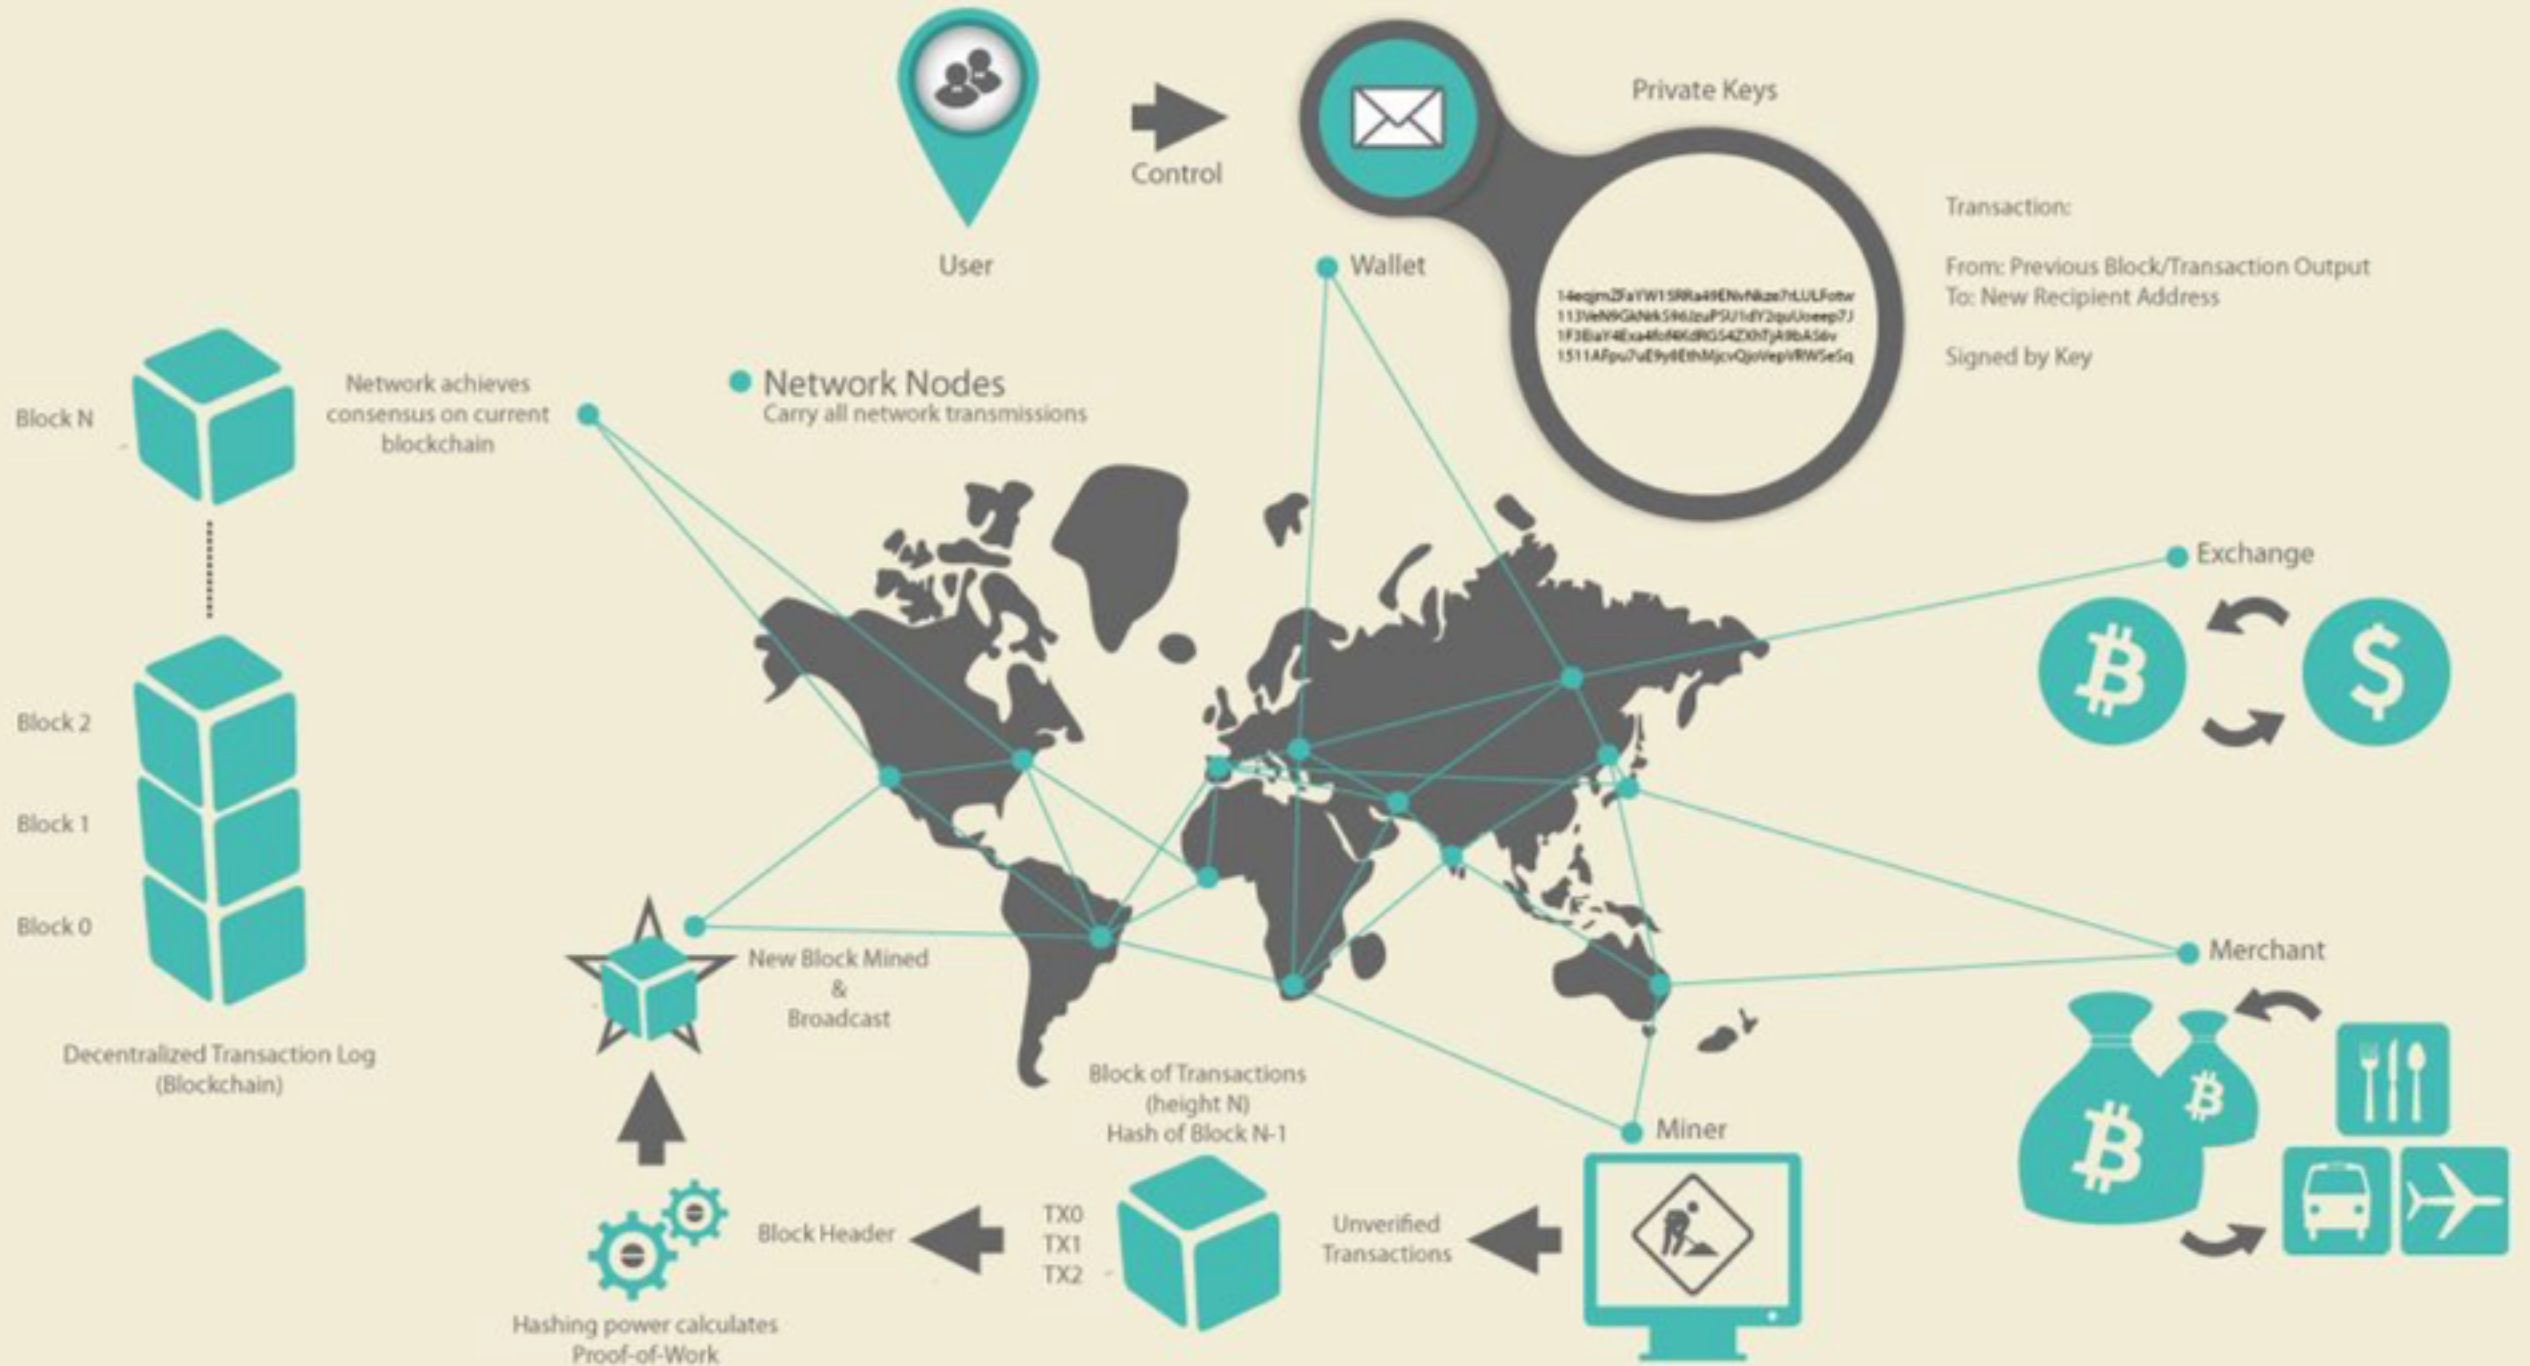 User
Control
Wallet
Private Keys
Transaction:
From: Previous Block/Transaction Output
To: New Recipient Address
Signed by Key
Block N
Network achieves
consensus on current
blockchain
Network Nodes
Carry all network transmissions
Exchange
Block 2
Block 1
Block 0
Decentralized Transaction Log
(Blockchain)
New Block Mined
&
Broadcast
Merchant
Block of Transactions
(height N)
Hash of Block N-1
Miner
TX0
TX1
TX2
Block Header
Unverified
Transactions
Hashing power calculates
Proof-of-Work